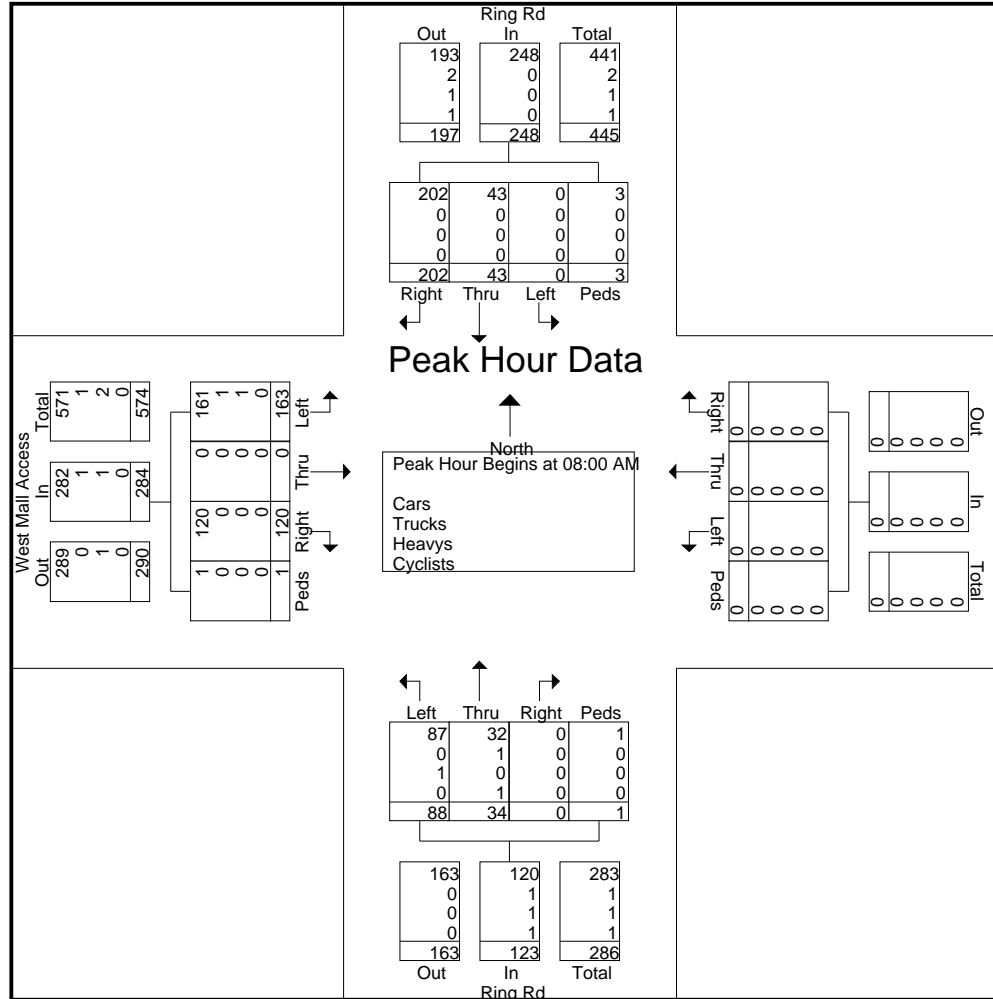 Ring Rd
Out In Total
193 248 441
2 0 2
1 0 1
1 0 1
197 248 445
202 43 0 3
0 0 0 0
0 0 0 0
0 0 0 0
202 43 0 3
Right Thru Left Peds
Peak Hour Data
West Mall Access
Total In Out
571 282 289
1 1 0
2 1 1
0 0 0
574 284 290
161 0 120 1
1 0 0 0
1 0 0 0
0 0 0 0
163 0 120 1
Left Thru Right Peds
North
Peak Hour Begins at 08:00 AM
Cars
Trucks
Heavys
Cyclists
Right Thru Left Peds
0 0 0 0
0 0 0 0
0 0 0 0
0 0 0 0
0 0 0 0
Out In Total
0 0 0
0 0 0
0 0 0
0 0 0
0 0 0
Left Thru Right Peds
87 32 0 1
0 1 0 0
1 0 0 0
0 1 0 0
88 34 0 1
163 120 283
0 1 1
0 1 1
0 1 1
163 123 286
Out In Total
Ring Rd